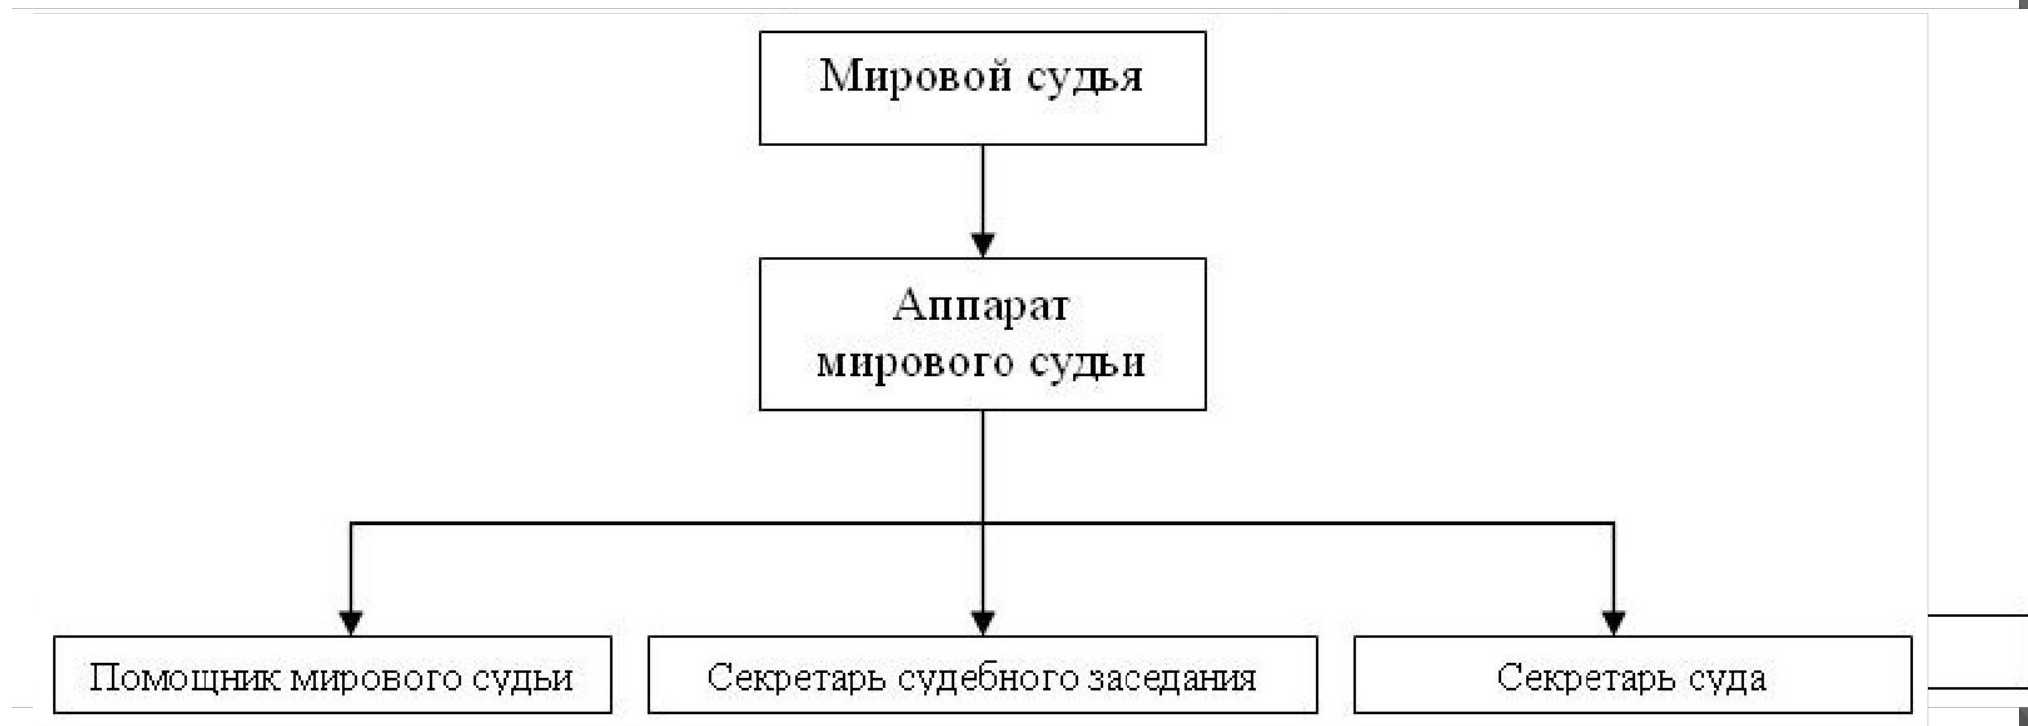 Мировой судья
Аппарат
мирового судьи
Помощник мирового судьи
Секретарь судебного заседания
Секретарь суда